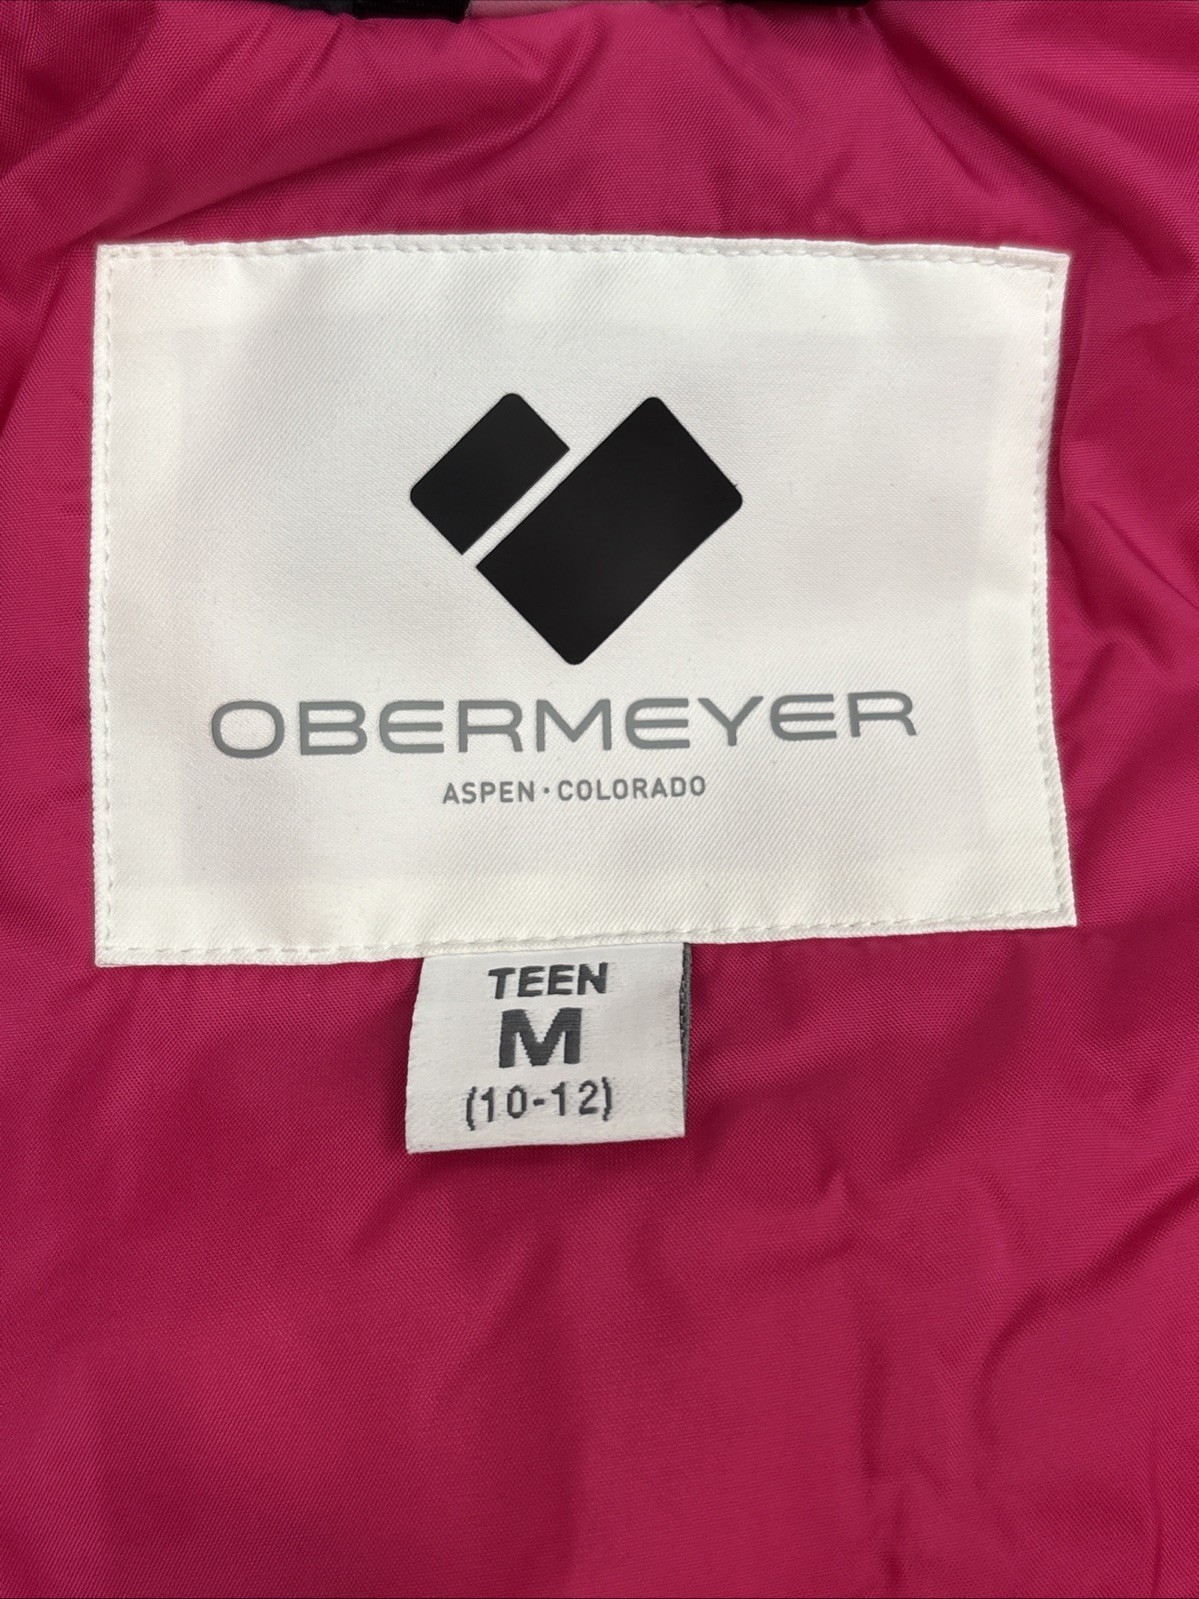 OBERMEYER
ASPEN · COLORADO
TEEN
M
(10-12)